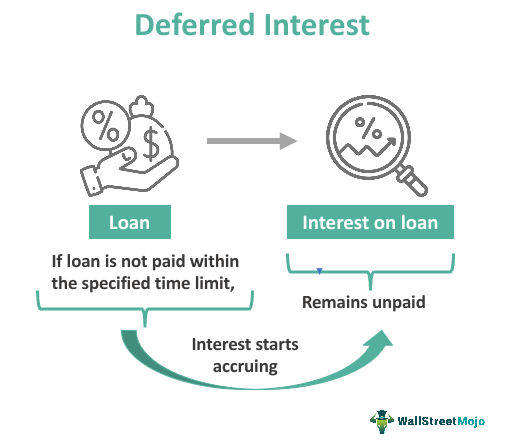 Deferred Interest
%
$
%
Loan
Interest on loan
If loan is not paid within
the specified time limit,
Remains unpaid
Interest starts
accruing
WallStreetMojo